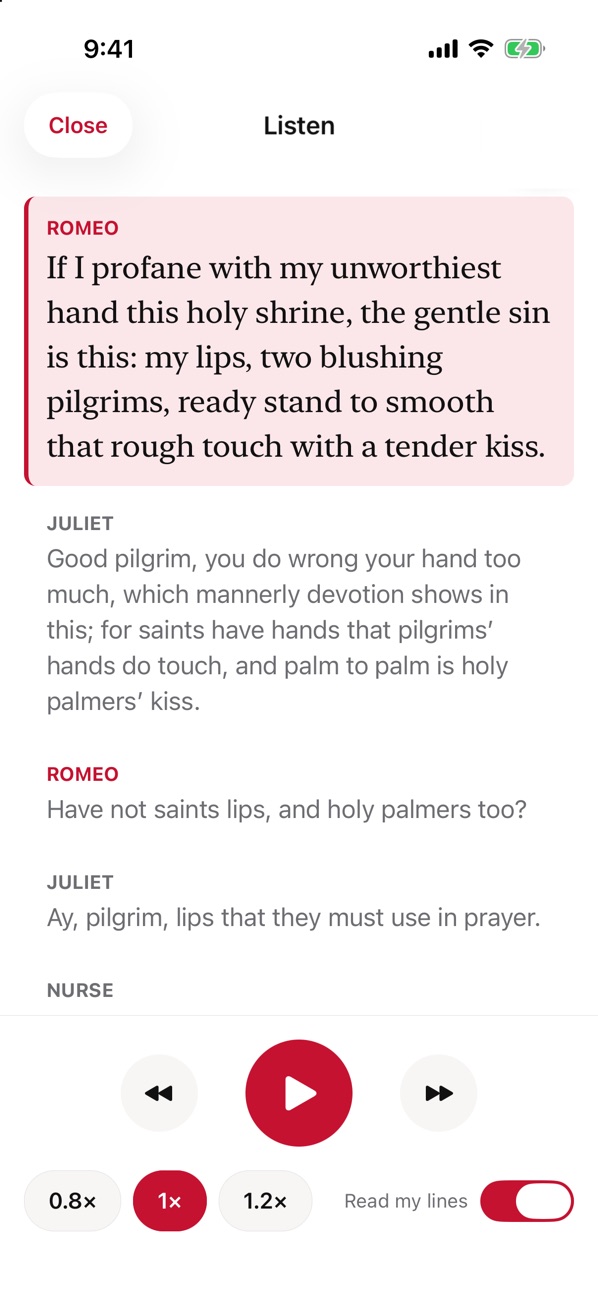 9:41
Close
Listen
ROMEO
If I profane with my unworthiest
hand this holy shrine, the gentle sin
is this: my lips, two blushing
pilgrims, ready stand to smooth
that rough touch with a tender kiss.
JULIET
Good pilgrim, you do wrong your hand too
much, which mannerly devotion shows in
this; for saints have hands that pilgrims’
hands do touch, and palm to palm is holy
palmers’ kiss.
ROMEO
Have not saints lips, and holy palmers too?
JULIET
Ay, pilgrim, lips that they must use in prayer.
NURSE
0.8×
1×
1.2×
Read my lines